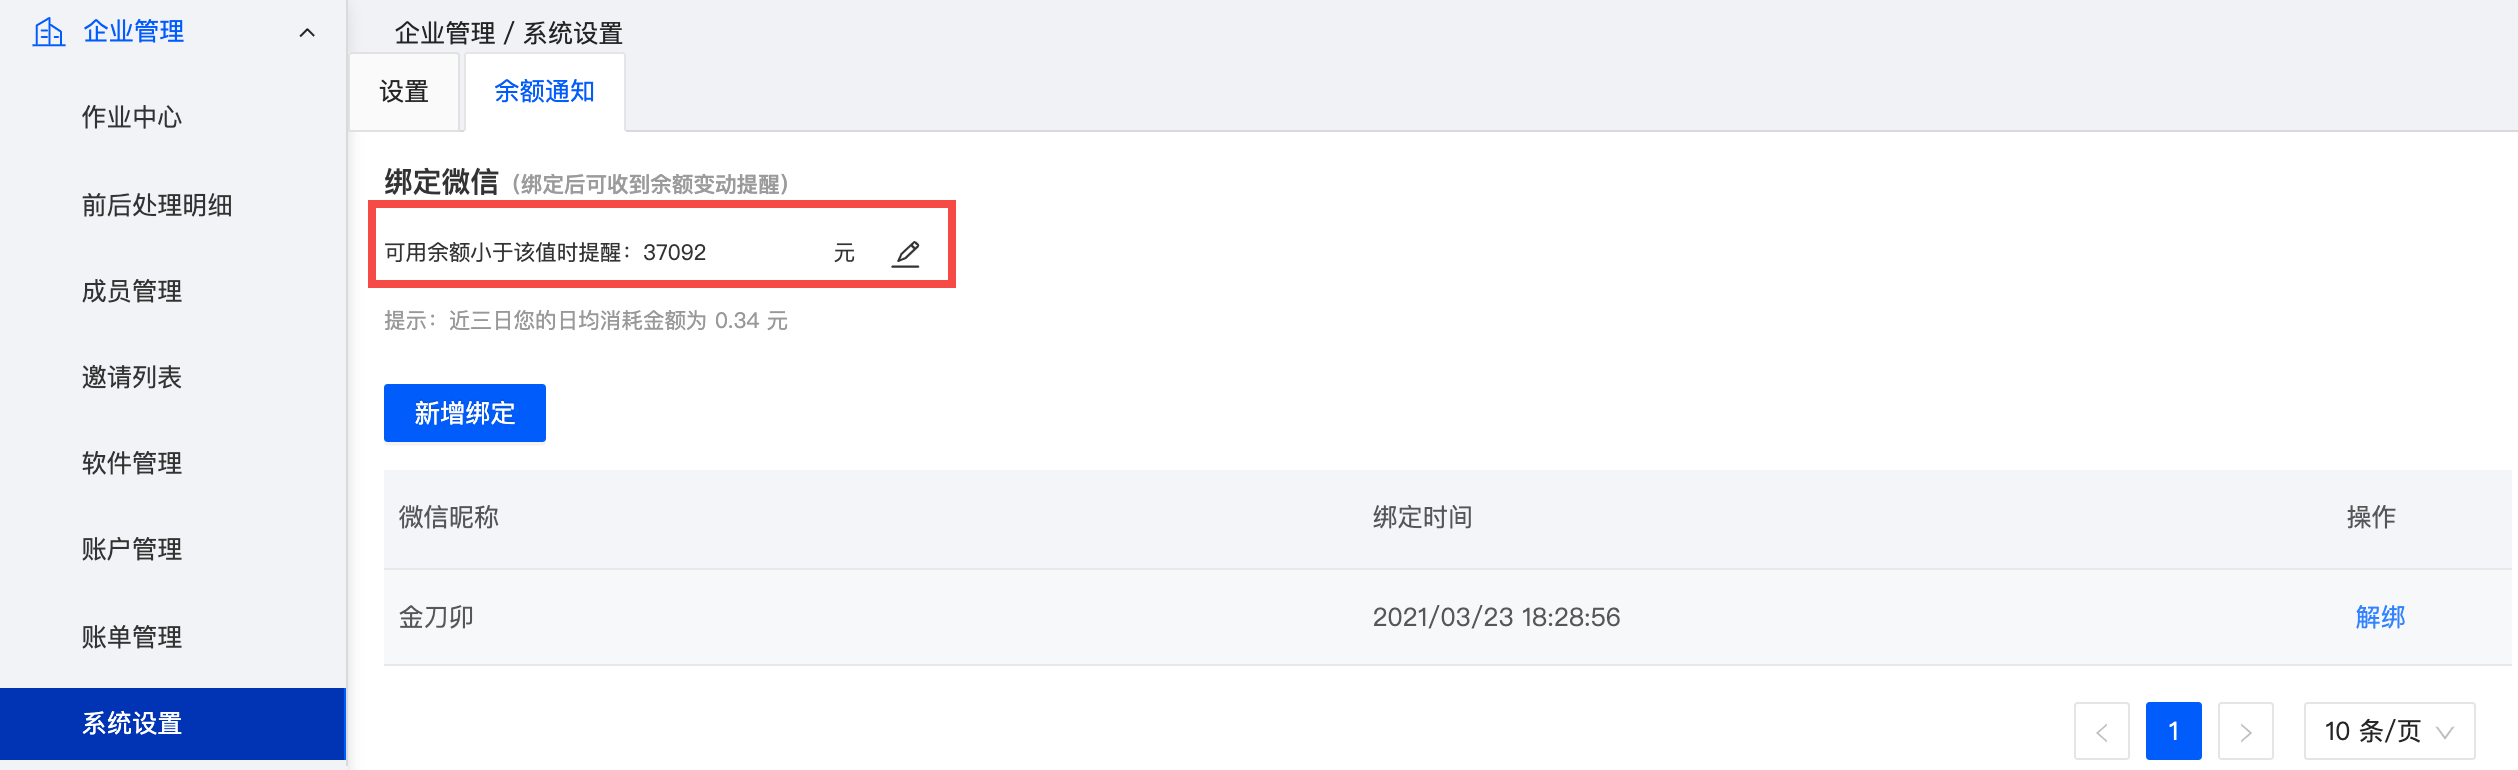 企业管理
作业中心
前后处理明细
成员管理
邀请列表
软件管理
账户管理
账单管理
系统设置
企业管理 / 系统设置
设置
余额通知
绑定微信 (绑定后可收到余额变动提醒)
可用余额小于该值时提醒: 37092 元
提示: 近三日您的日均消耗金额为 0.34 元
新增绑定
微信昵称 绑定时间 操作
金刀卯 2021/03/23 18:28:56 解绑
1
10 条/页